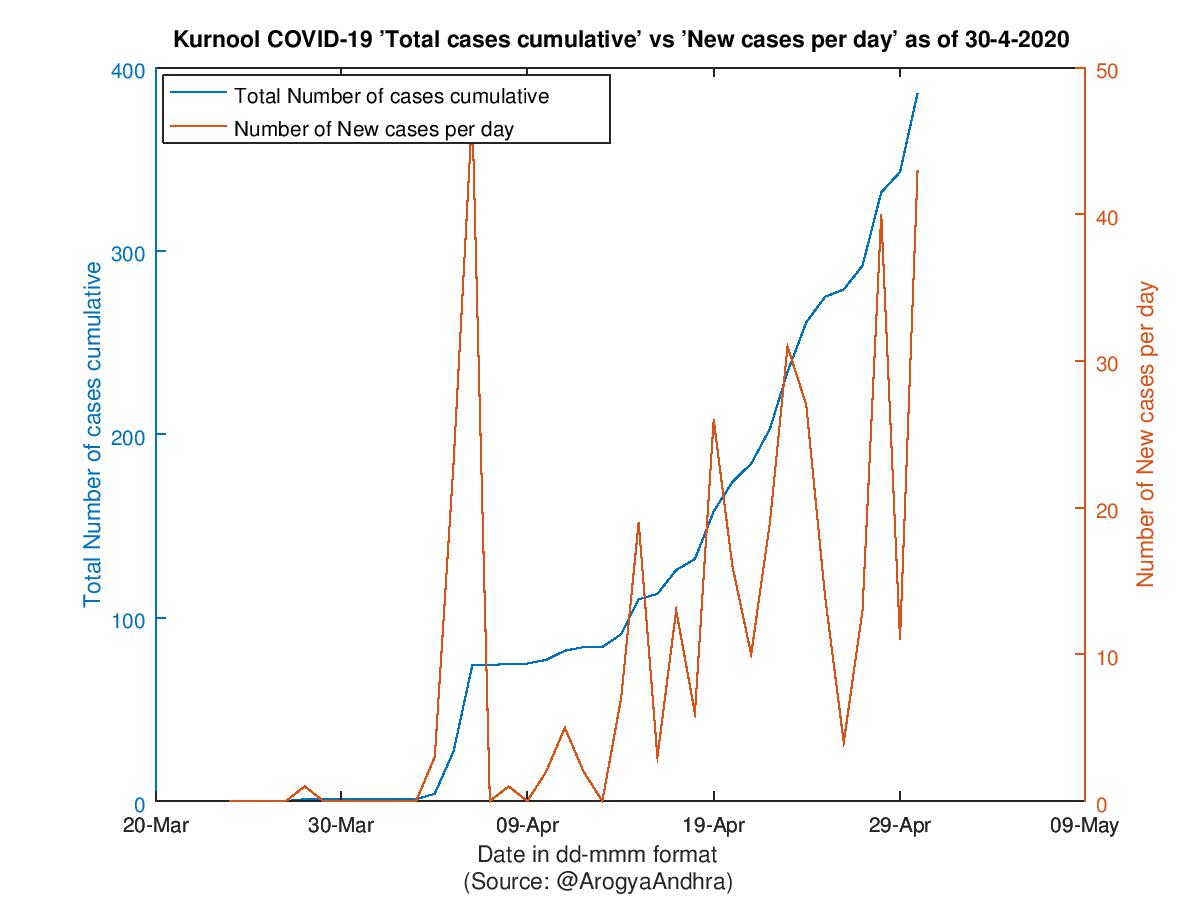 Kurnool COVID-19 ’Total cases cumulative’ vs ’New cases per day’ as of 30-4-2020
Total Number of cases cumulative
Number of New cases per day
400
300
200
100
0
Total Number of cases cumulative
50
40
30
20
10
0
Number of New cases per day
20-Mar 30-Mar 09-Apr 19-Apr 29-Apr 09-May
Date in dd-mmm format
(Source: @ArogyaAndhra)